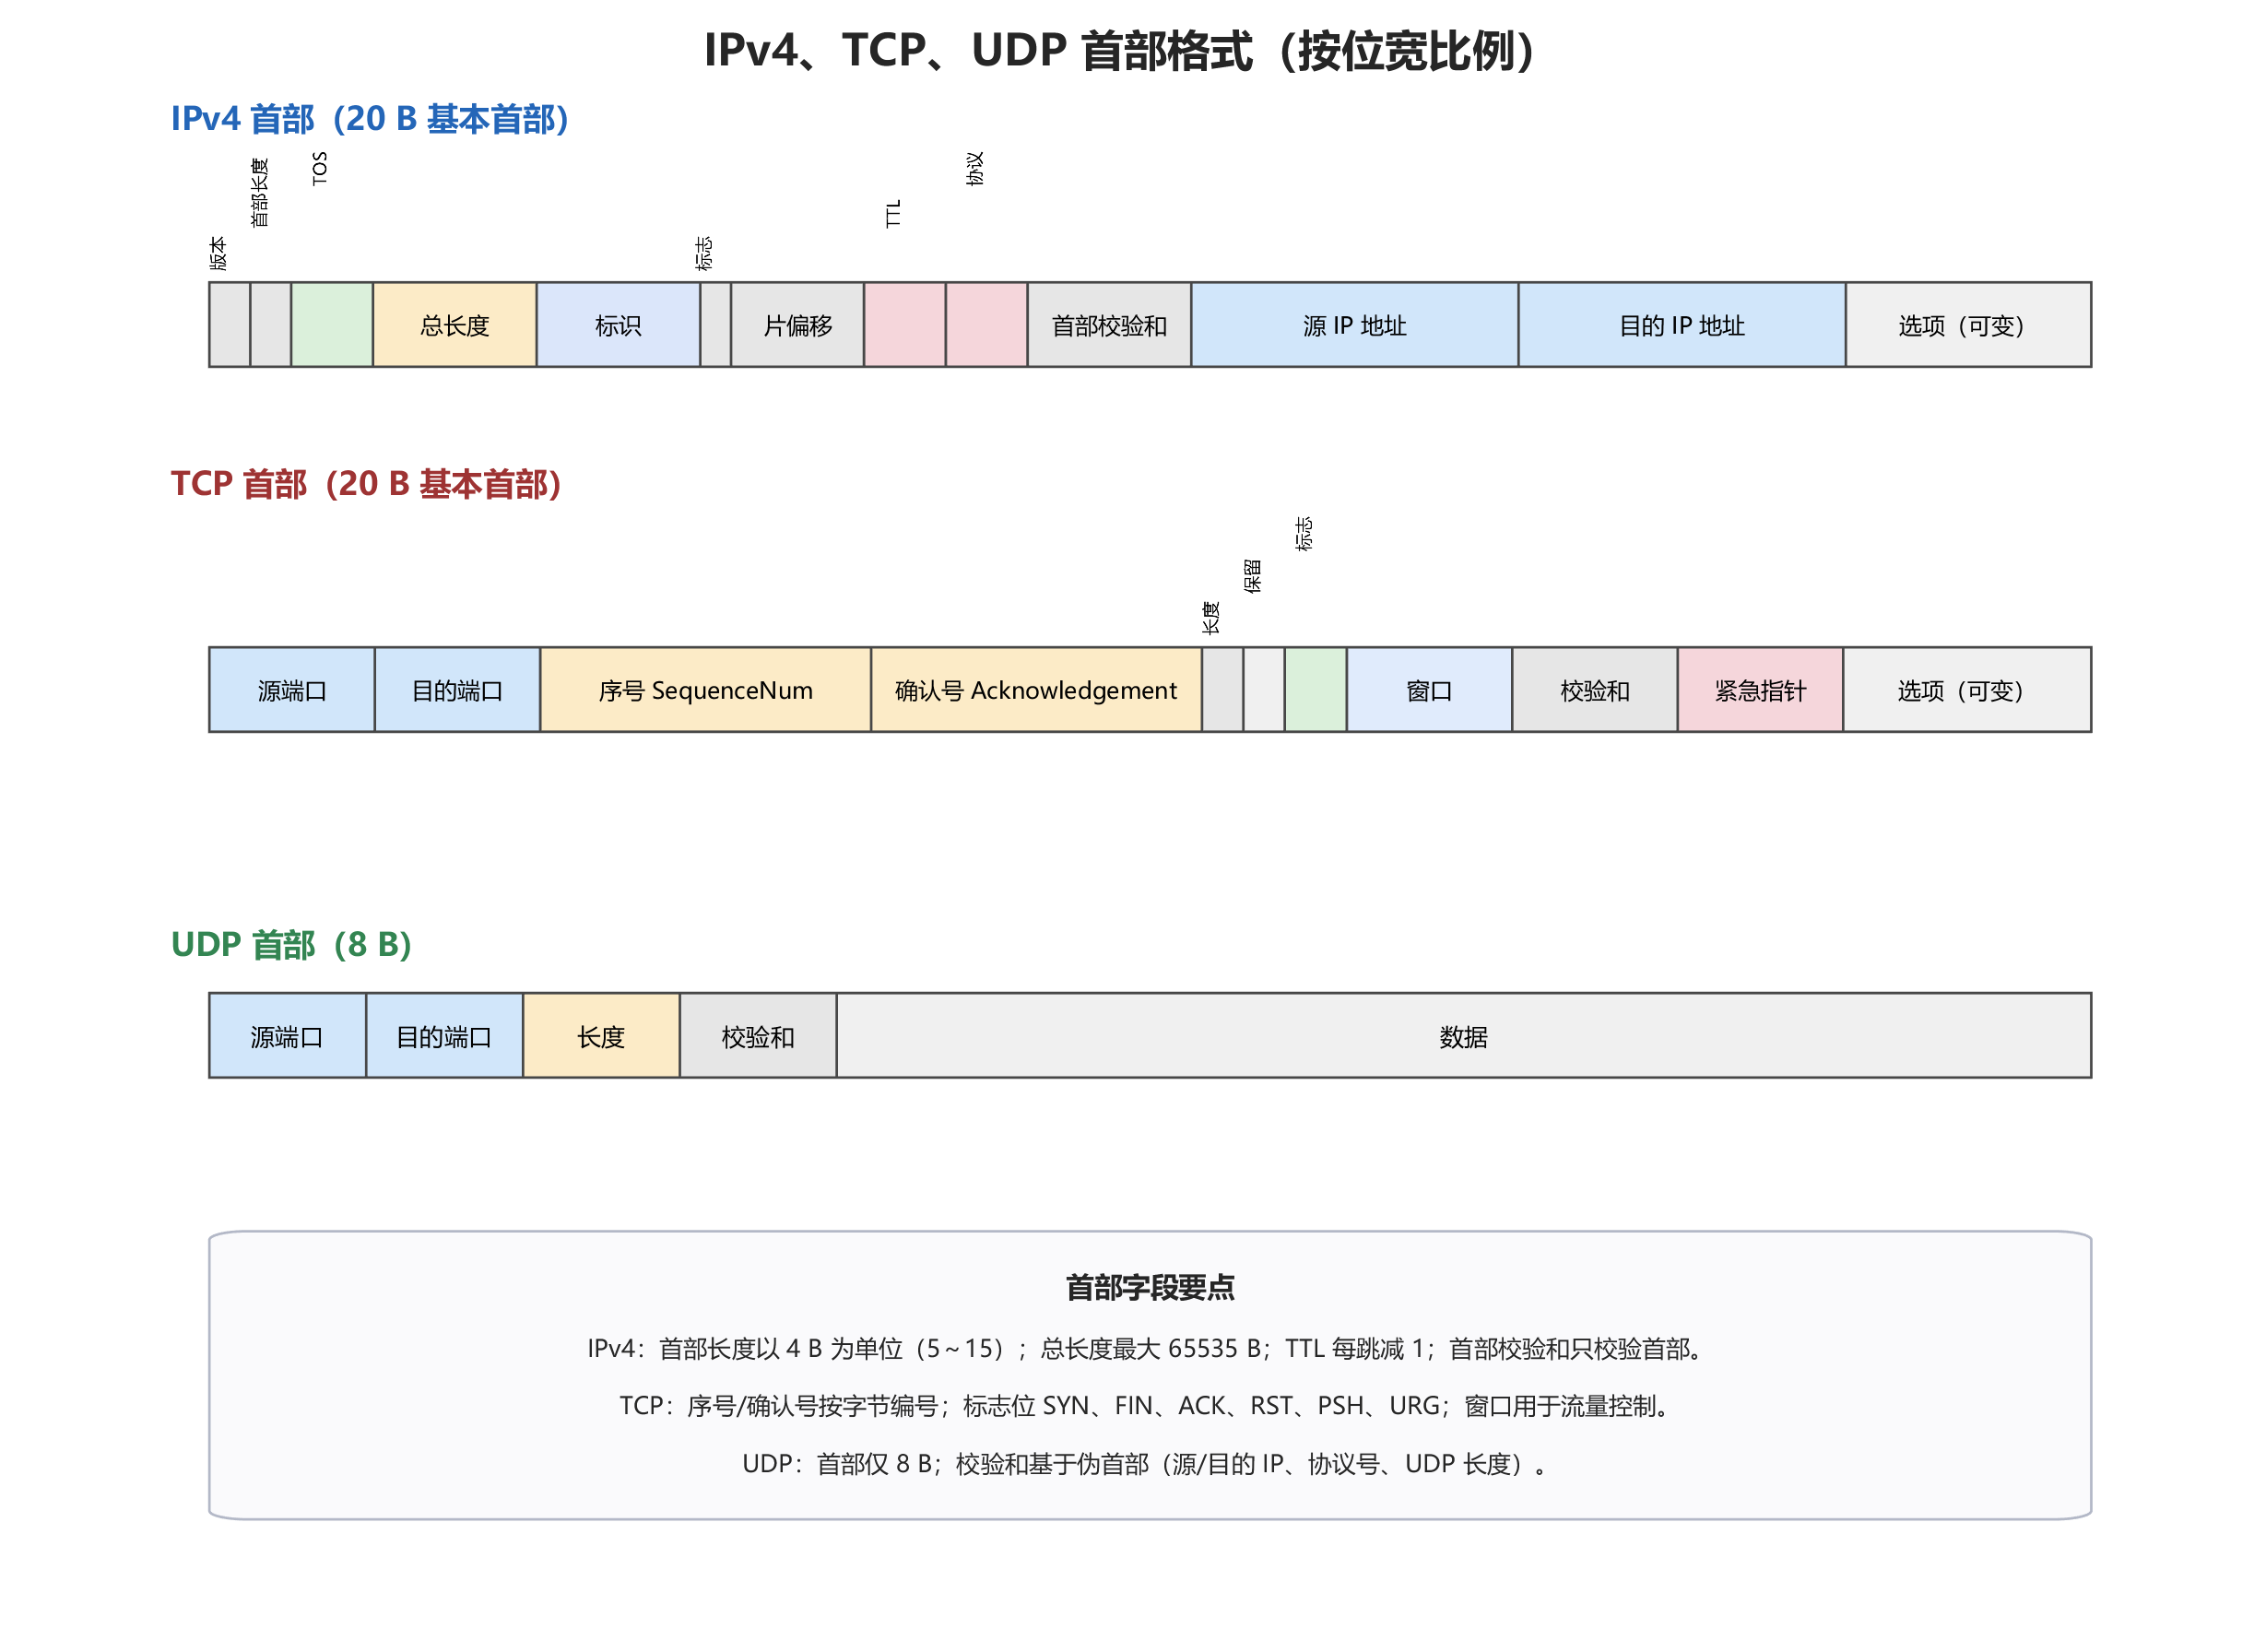 IPv4、TCP、UDP 首部格式（按位宽比例）
IPv4 首部（20 B 基本首部）
版本
首部长度
TOS
标志
TTL
协议
总长度
标识
片偏移
首部校验和
源 IP 地址
目的 IP 地址
选项（可变）
TCP 首部（20 B 基本首部）
长度
保留
标志
源端口
目的端口
序号 SequenceNum
确认号 Acknowledgement
窗口
校验和
紧急指针
选项（可变）
UDP 首部（8 B）
源端口
目的端口
长度
校验和
数据
首部字段要点
IPv4：首部长度以 4 B 为单位（5～15）；总长度最大 65535 B；TTL 每跳减 1；首部校验和只校验首部。
TCP：序号/确认号按字节编号；标志位 SYN、FIN、ACK、RST、PSH、URG；窗口用于流量控制。
UDP：首部仅 8 B；校验和基于伪首部（源/目的 IP、协议号、UDP 长度）。